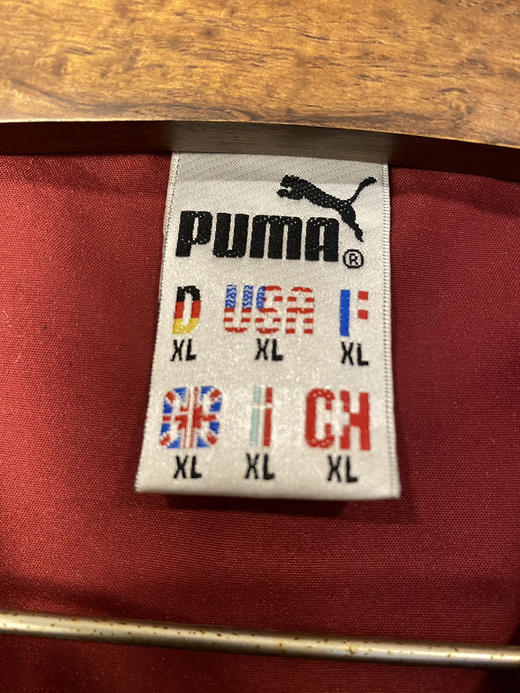 PUMA®
D USA F
XL XL XL
GB I CH
XL XL XL